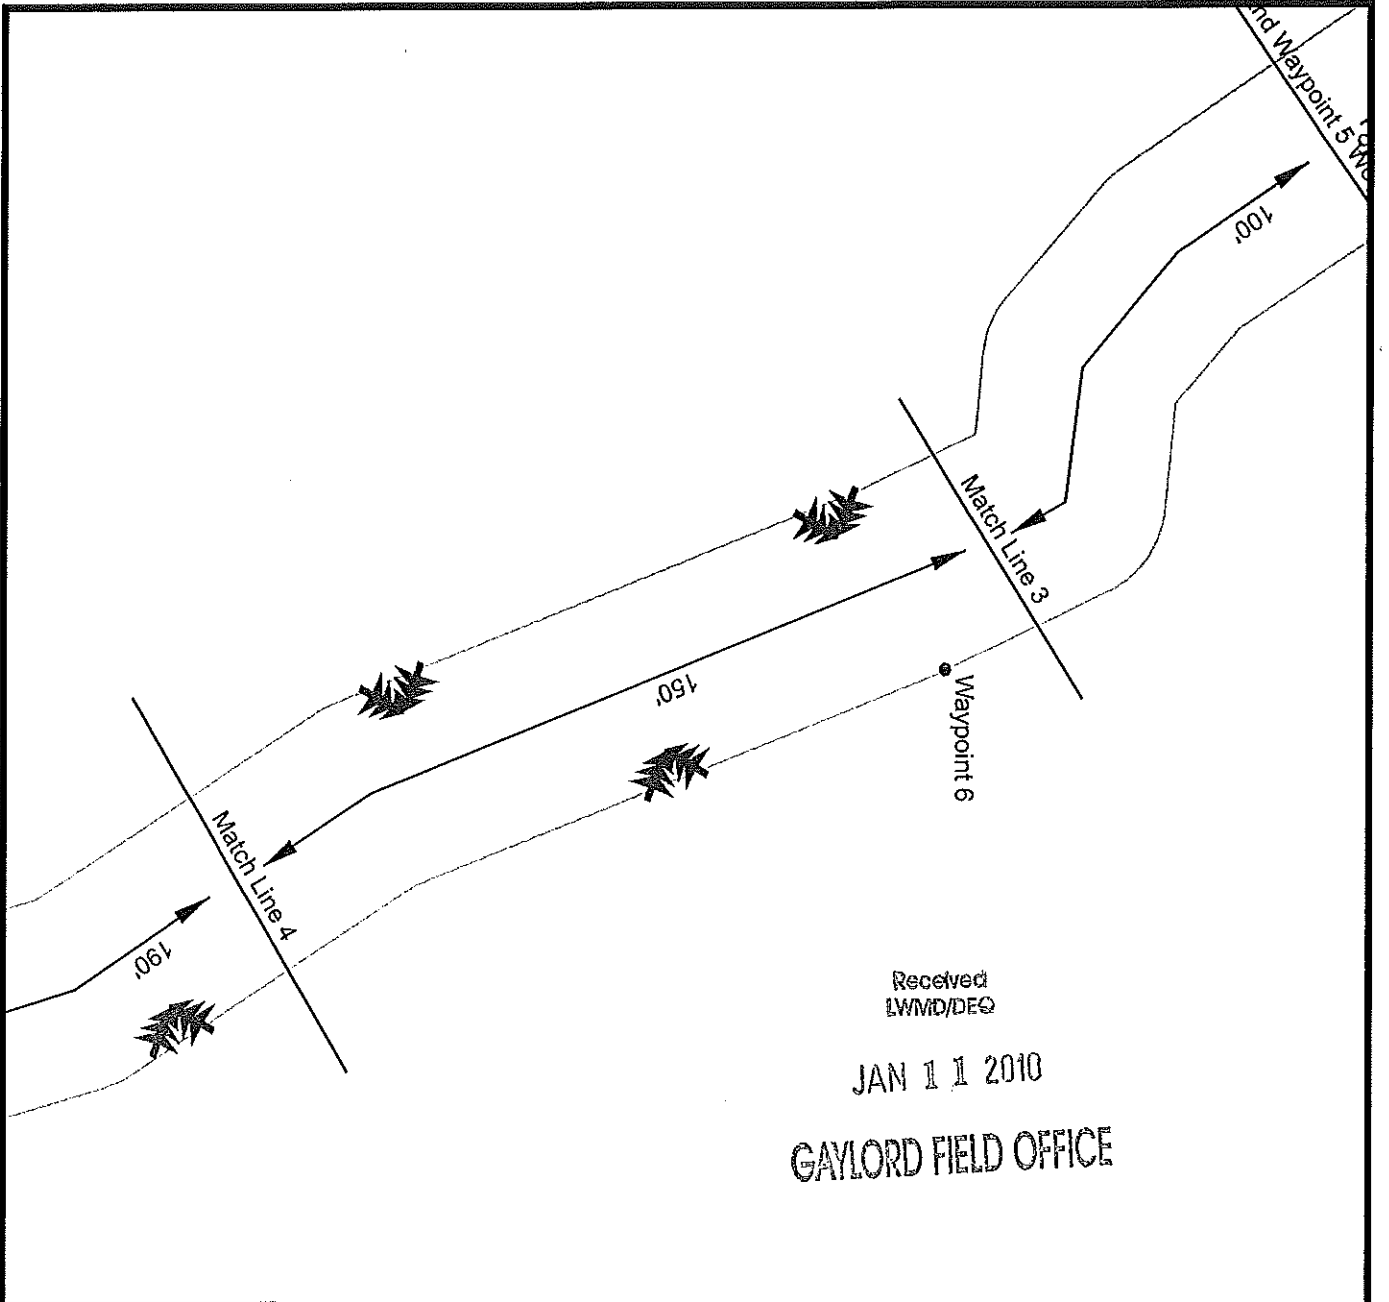 nd Waypoint 5
100'
Match Line 3
150'
Waypoint 6
Match Line 4
190'
Received
LWMD/DEQ
JAN 11 2010
GAYLORD FIELD OFFICE